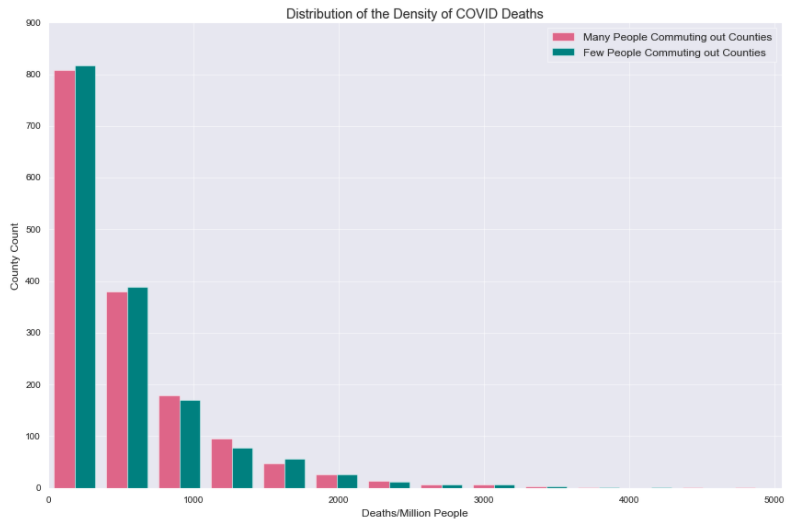 Distribution of the Density of COVID Deaths
Many People Commuting out Counties
Few People Commuting out Counties
900
800
700
600
500
400
300
200
100
0
County Count
0 1000 2000 3000 4000 5000
Deaths/Million People